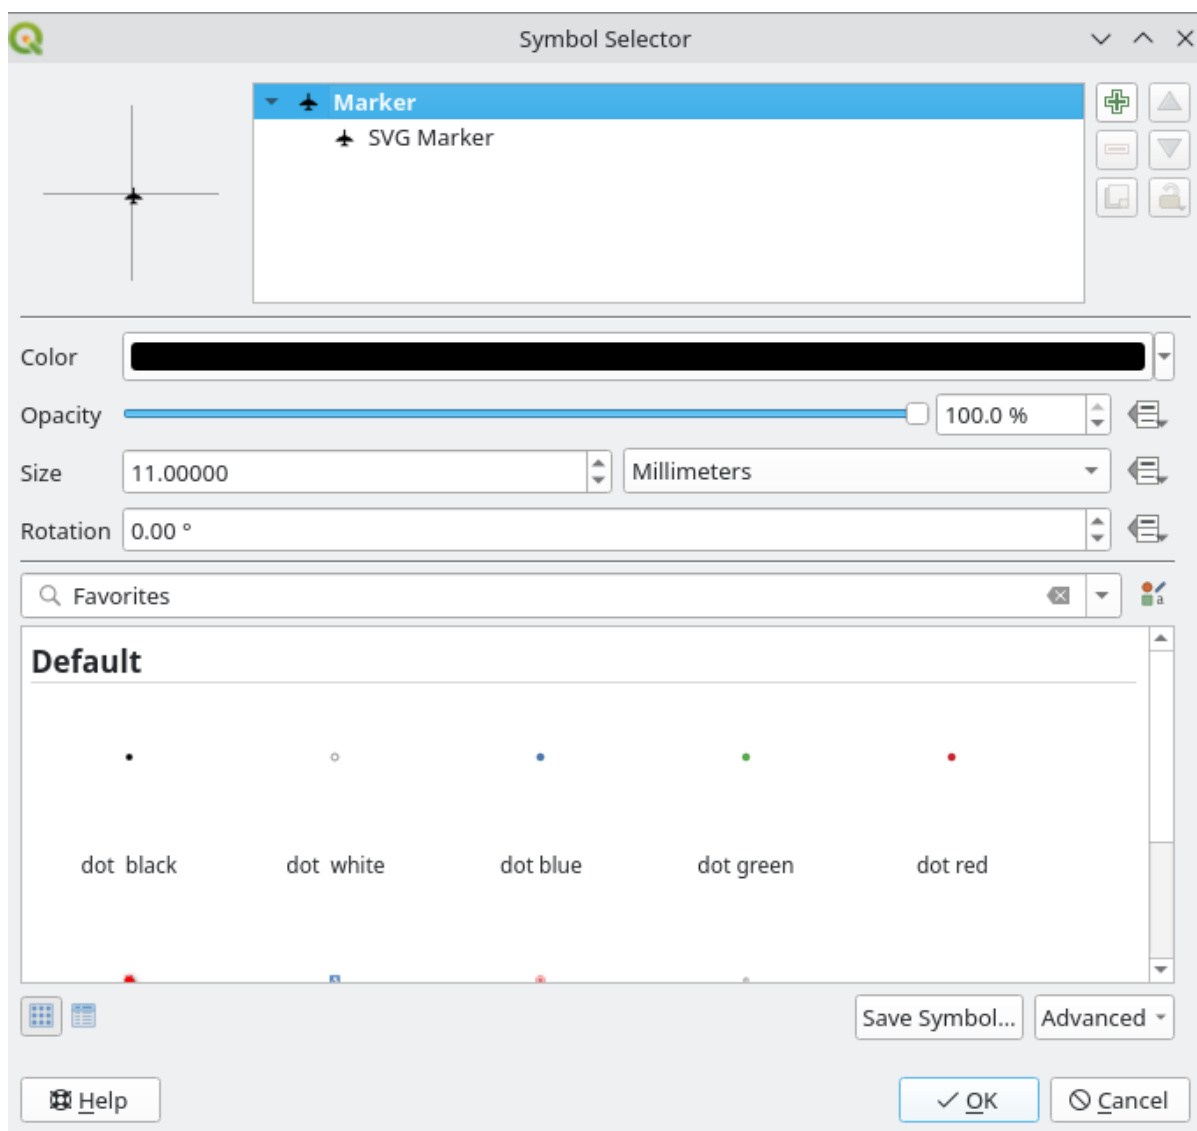 Symbol Selector
Marker
SVG Marker
Color
Opacity 100.0 %
Size 11.00000 Millimeters
Rotation 0.00 °
Favorites
Default
dot  black dot  white dot blue dot green dot red
Save Symbol... Advanced
Help OK Cancel